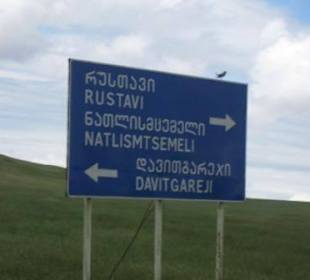 რუსთავი
RUSTAVI
ნათლისმცემელი
NATLISMTSEMELI
დავითგარეჯი
DAVITGAREJI